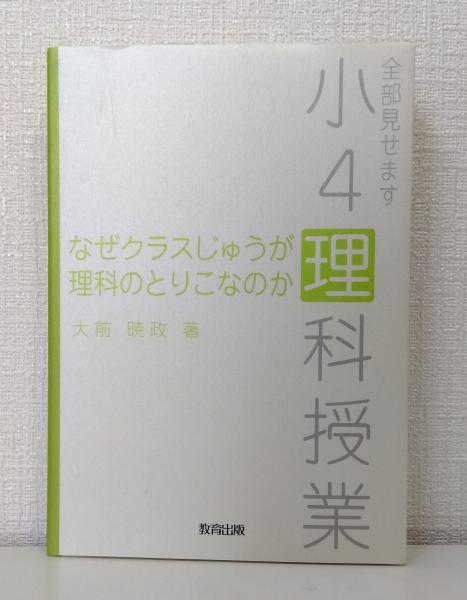 全部見せます
小4理科授業
なぜクラスじゅうが
理科のとりこなのか
大前 暁政 著
教育出版